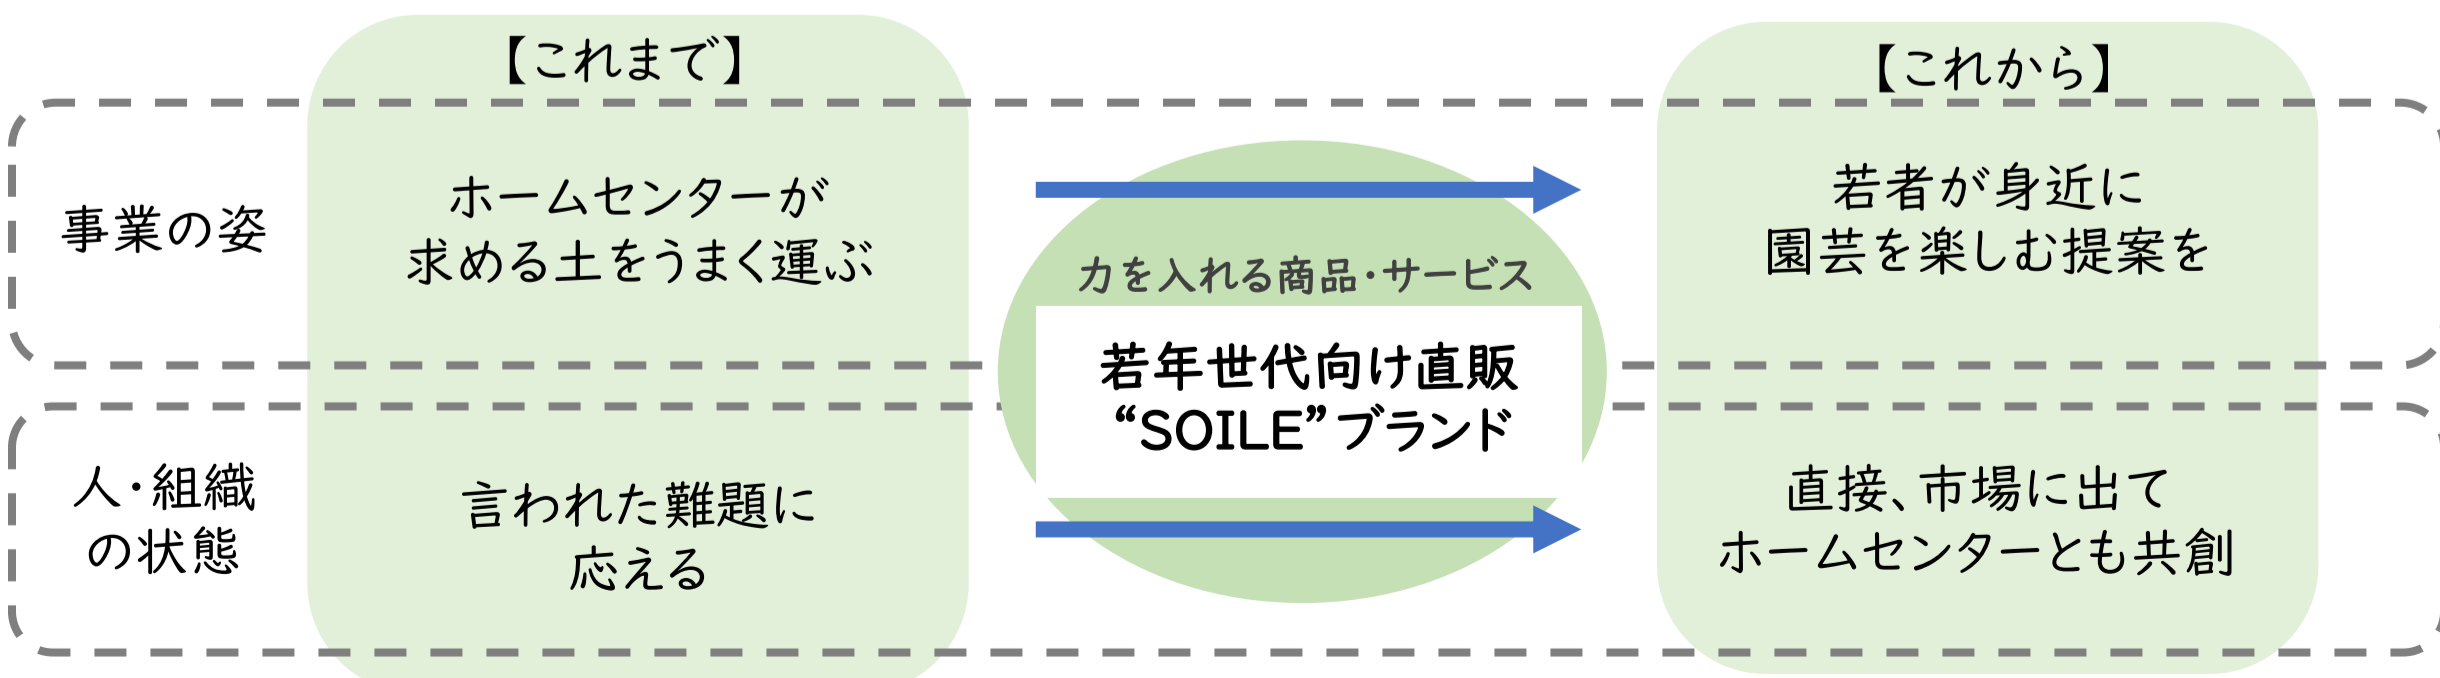 【これまで】
【これから】
事業の姿
ホームセンターが
求める土をうまく運ぶ
力を入れる商品・サービス
若年世代向け直販
“SOILE”ブランド
若者が身近に
園芸を楽しむ提案を
人・組織
の状態
言われた難題に
応える
直接、市場に出て
ホームセンターとも共創